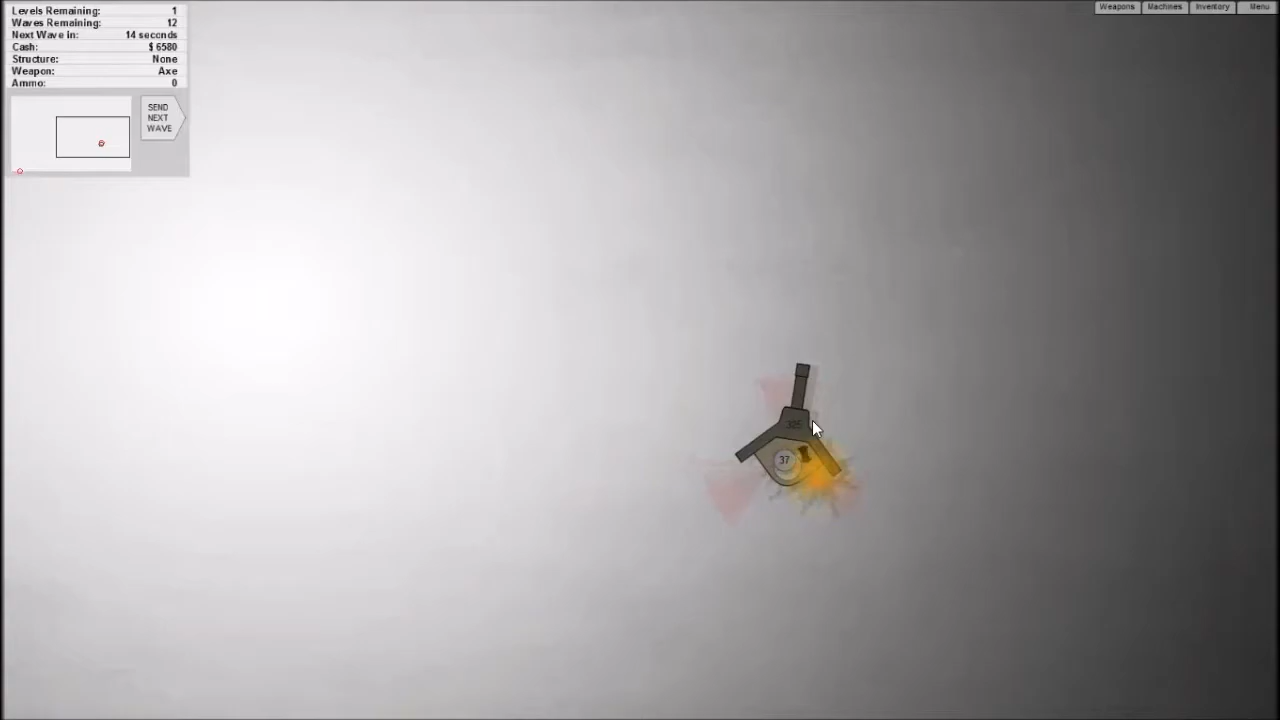 Levels Remaining: 1
Waves Remaining: 12
Next Wave in: 14 seconds
Cash: $ 6580
Structure: None
Weapon: Axe
Ammo: 0
SEND
NEXT
WAVE
Weapons Machines Inventory Menu
325
37